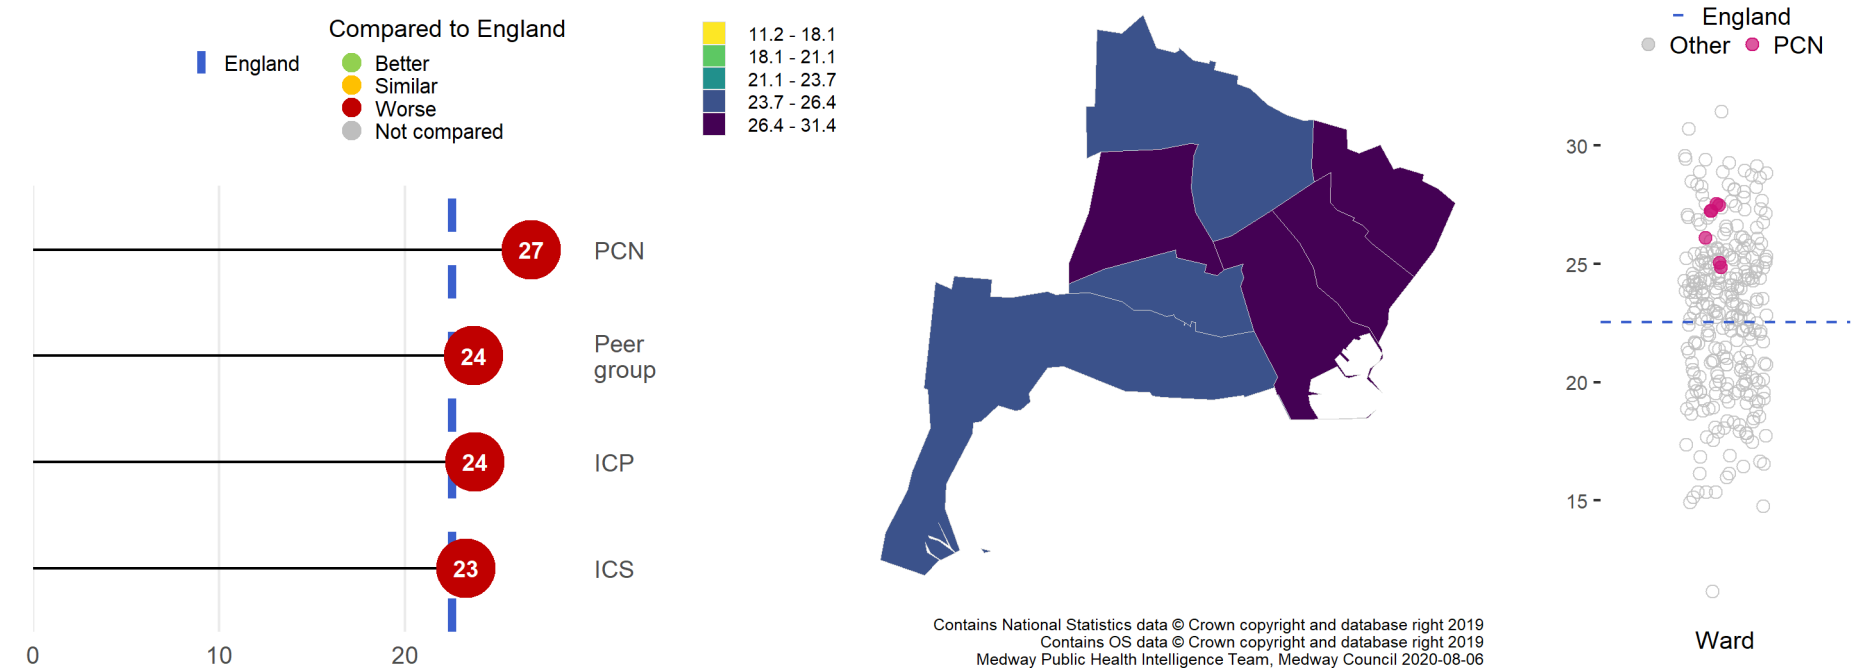 Compared to England
England
Better
Similar
Worse
Not compared
27
PCN
24
Peer
group
24
ICP
23
ICS
0
10
20
11.2 - 18.1
18.1 - 21.1
21.1 - 23.7
23.7 - 26.4
26.4 - 31.4
Contains National Statistics data © Crown copyright and database right 2019
Contains OS data © Crown copyright and database right 2019
Medway Public Health Intelligence Team, Medway Council 2020-08-06
England
Other
PCN
30
25
20
15
Ward